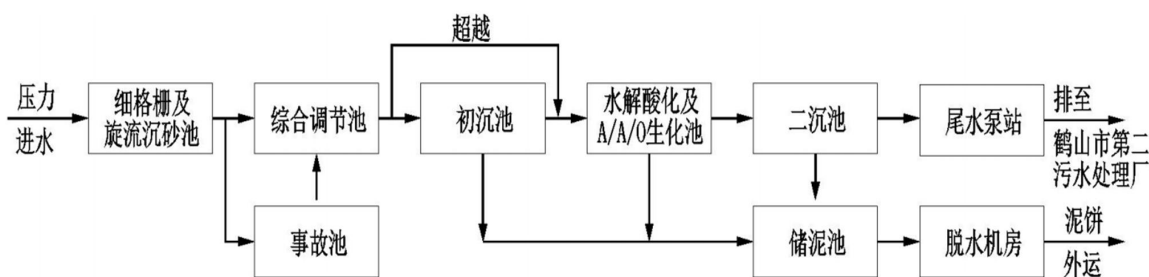 超越
压力
进水
细格栅及
旋流沉砂池
综合调节池
初沉池
水解酸化及
A/A/O生化池
二沉池
尾水泵站
排至
鹤山市第二
污水处理厂
事故池
储泥池
脱水机房
泥饼
外运